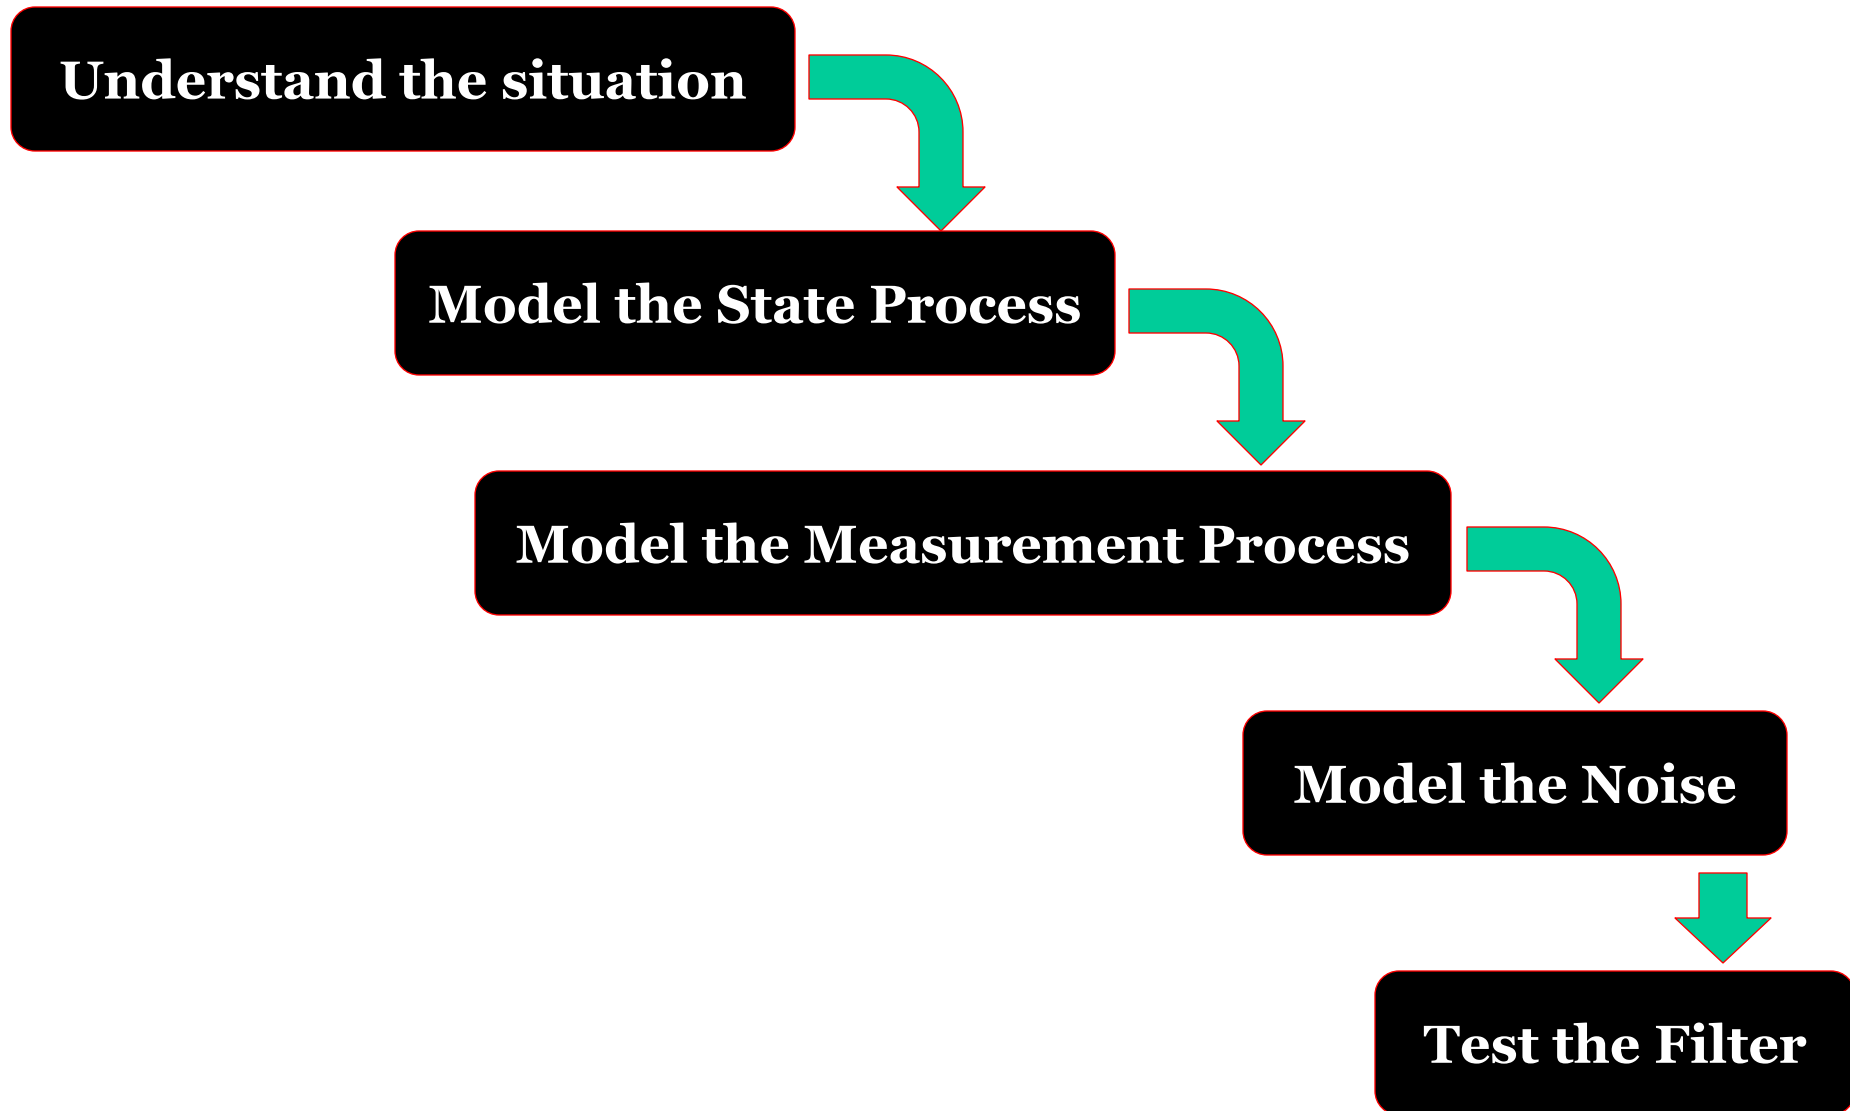 Understand the situation
Model the State Process
Model the Measurement Process
Model the Noise
Test the Filter